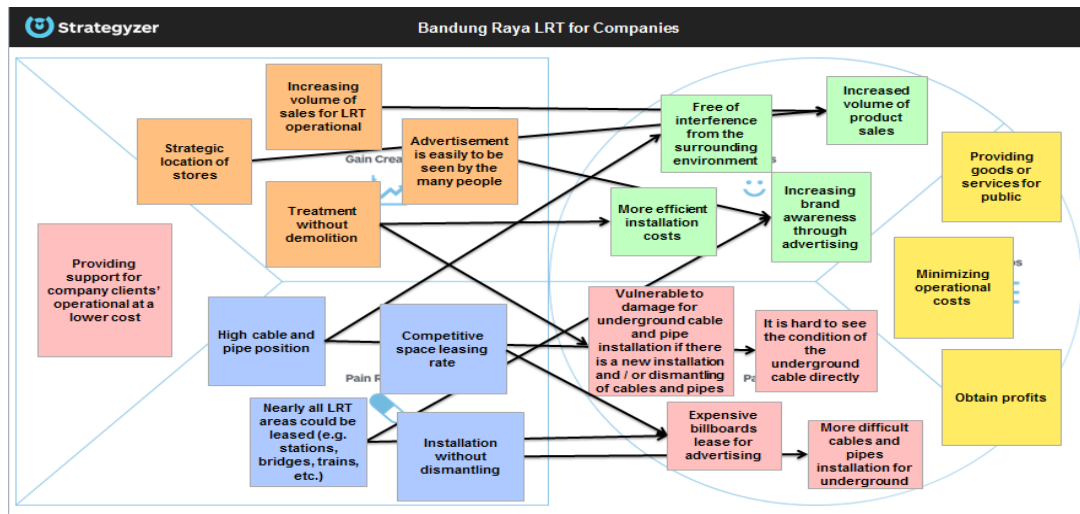 Strategyzer
Bandung Raya LRT for Companies
Increasing
volume of
sales for LRT
operational
Strategic
location of
stores
Advertisement
is easily to be
seen by the
many people
Gain Crea
Treatment
without
demolition
Providing
support for
company clients'
operational at a
lower cost
High cable and
pipe position
Competitive
space leasing
rate
Pain R
Nearly all LRT
areas could be
leased (e.g.
stations,
bridges, trains,
etc.)
Installation
without
dismantling
Free of
interference
from the
surrounding
environment
Increased
volume of
product
sales
More efficient
installation
costs
Increasing
brand
awareness
through
advertising
Vulnerable to
damage for
underground cable
and pipe
installation if there
is a new installation
and / or dismantling
of cables and pipes
It is hard to see
the condition of
the
underground
cable directly
Pa
Expensive
billboards
lease for
advertising
More difficult
cables and
pipes
installation for
underground
Providing
goods or
services for
public
Minimizing
operational
costs
Obtain profits